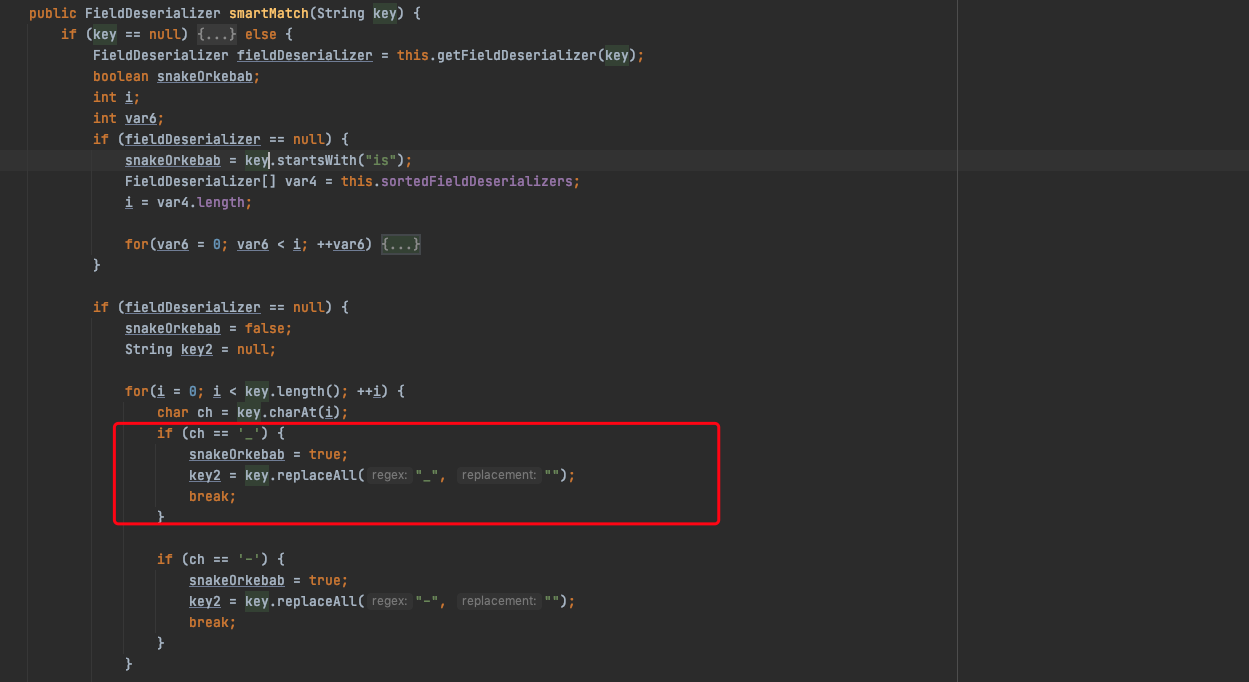 public FieldDeserializer smartMatch(String key) {
if (key == null) {...} else {
FieldDeserializer fieldDeserializer = this.getFieldDeserializer(key);
boolean snakeOrkebab;
int i;
int var6;
if (fieldDeserializer == null) {
snakeOrkebab = key.startsWith("is");
FieldDeserializer[] var4 = this.sortedFieldDeserializers;
i = var4.length;
for(var6 = 0; var6 < i; ++var6) {...}
}
if (fieldDeserializer == null) {
snakeOrkebab = false;
String key2 = null;
for(i = 0; i < key.length(); ++i) {
char ch = key.charAt(i);
if (ch == '_') {
snakeOrkebab = true;
key2 = key.replaceAll( regex: "_", replacement: "");
break;
}
if (ch == '-') {
snakeOrkebab = true;
key2 = key.replaceAll( regex: "-", replacement: "");
break;
}
}